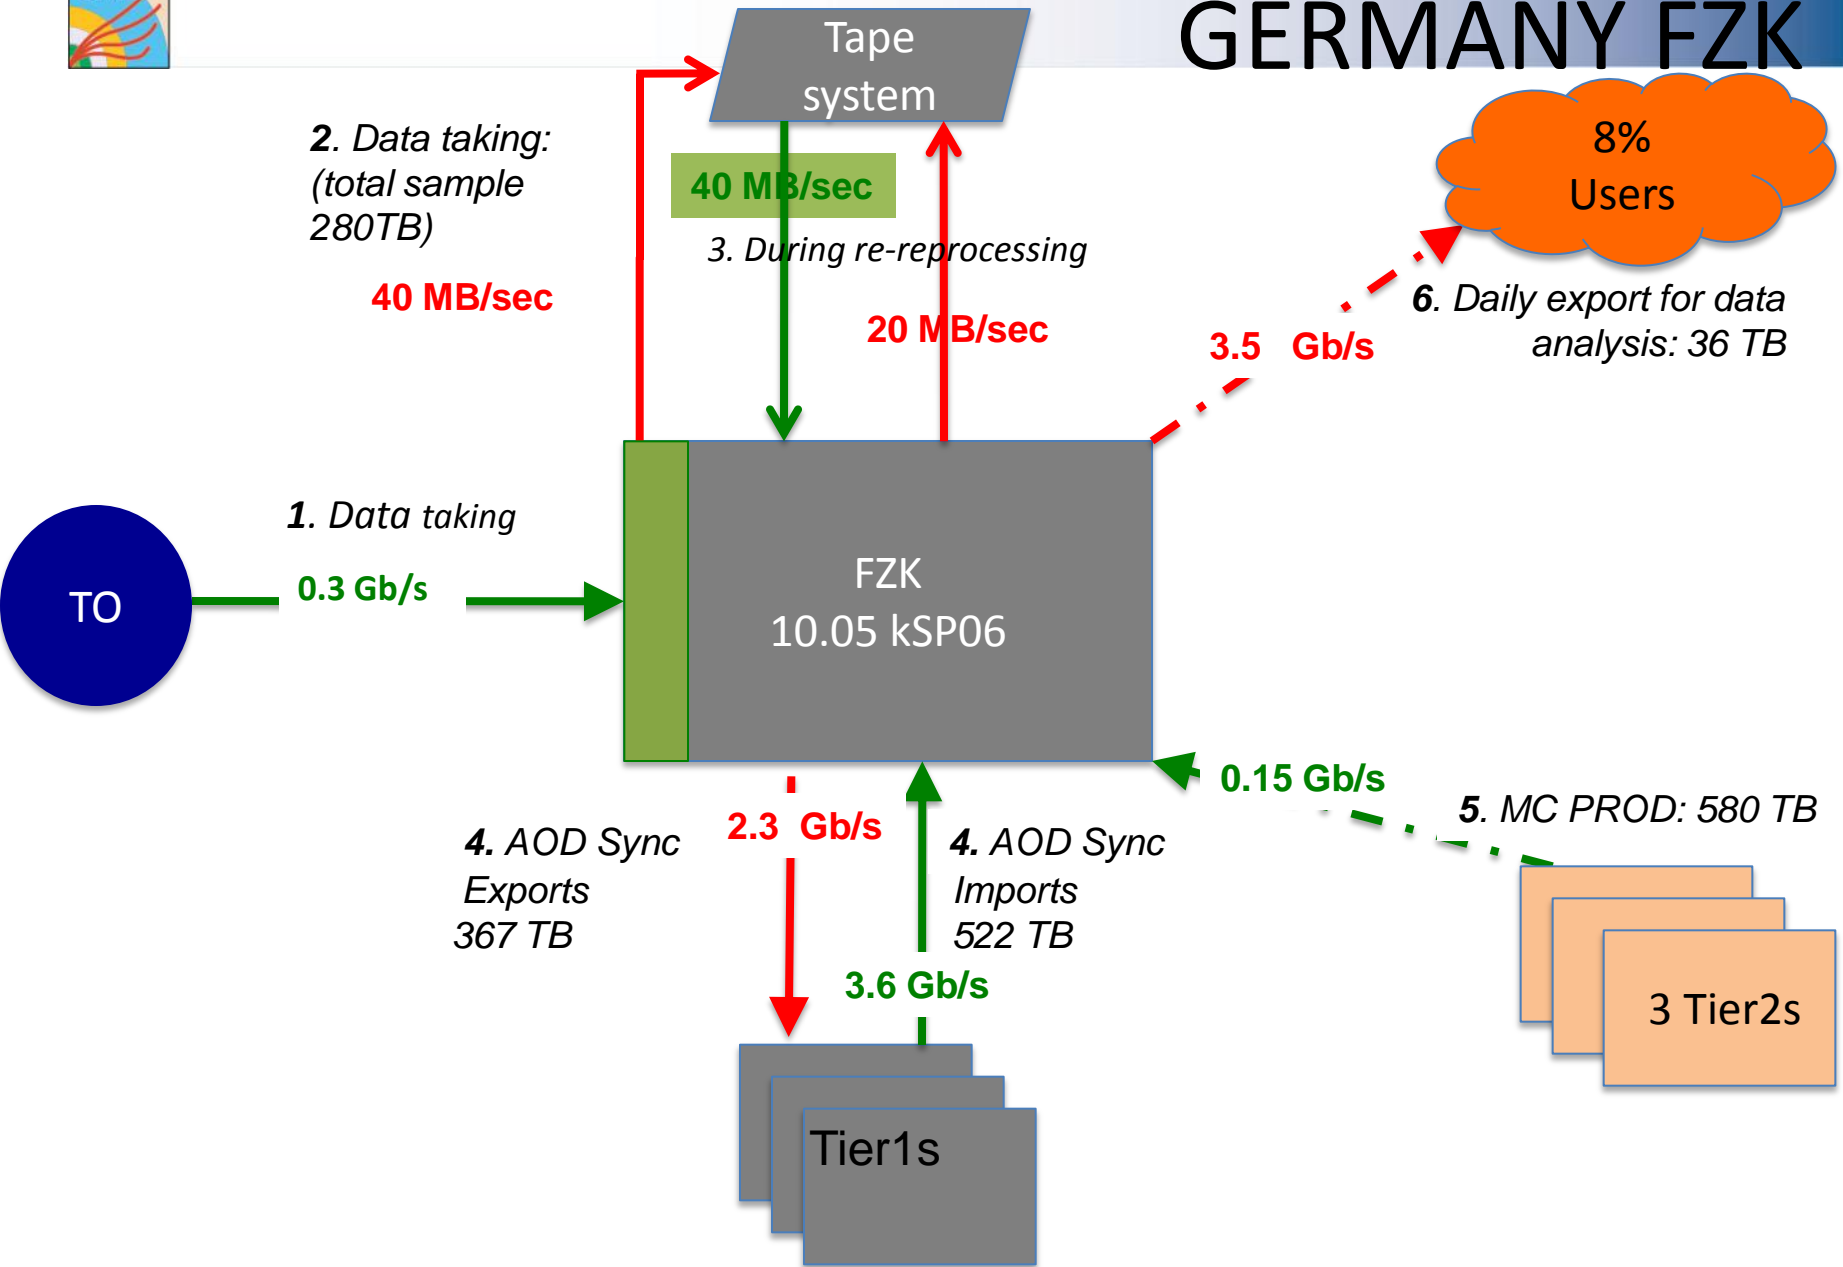 GERMANY FZK
Tape
system
2. Data taking:
(total sample
280TB)
40 MB/sec
40 MB/sec
3. During re-reprocessing
20 MB/sec
8%
Users
3.5 Gb/s
6. Daily export for data
analysis: 36 TB
1. Data taking
0.3 Gb/s
TO
FZK
10.05 kSP06
0.15 Gb/s
5. MC PROD: 580 TB
4. AOD Sync
Exports
367 TB
2.3 Gb/s
4. AOD Sync
Imports
522 TB
3.6 Gb/s
3 Tier2s
Tier1s